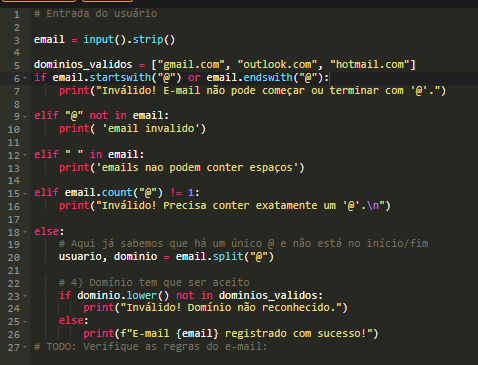 1 # Entrada do usuário
2
3 email = input().strip()
4
5 dominios_validos = ["gmail.com", "outlook.com", "hotmail.com"]
6 if email.startswith("@") or email.endswith("@"):
7     print("Inválido! E-mail não pode começar ou terminar com '@'.")
8
9 elif "@" not in email:
10     print( 'email invalido')
11
12 elif " " in email:
13     print('emails nao podem conter espaços')
14
15 elif email.count("@") != 1:
16     print("Inválido! Precisa conter exatamente um '@'.\n")
17
18 else:
19     # Aqui já sabemos que há um único @ e não está no início/fim
20     usuario, dominio = email.split("@")
21
22     # 4) Domínio tem que ser aceito
23     if dominio.lower() not in dominios_validos:
24         print("Inválido! Domínio não reconhecido.")
25     else:
26         print(f"E-mail {email} registrado com sucesso!")
27 # TODO: Verifique as regras do e-mail: